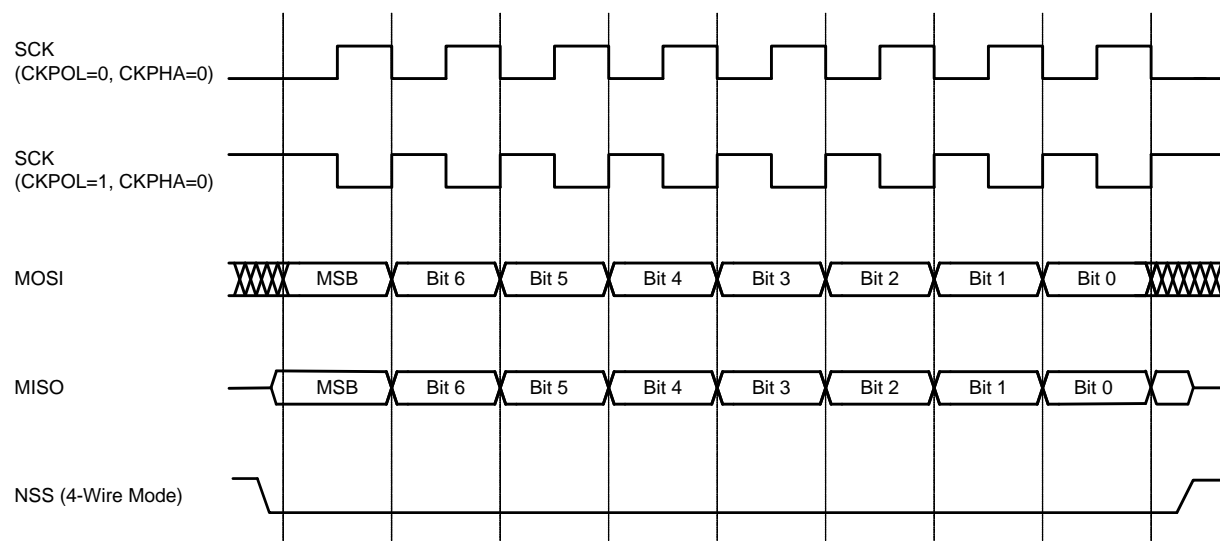 SCK
(CKPOL=0, CKPHA=0)
SCK
(CKPOL=1, CKPHA=0)
MOSI
MSB Bit 6 Bit 5 Bit 4 Bit 3 Bit 2 Bit 1 Bit 0
MISO
MSB Bit 6 Bit 5 Bit 4 Bit 3 Bit 2 Bit 1 Bit 0
NSS (4-Wire Mode)